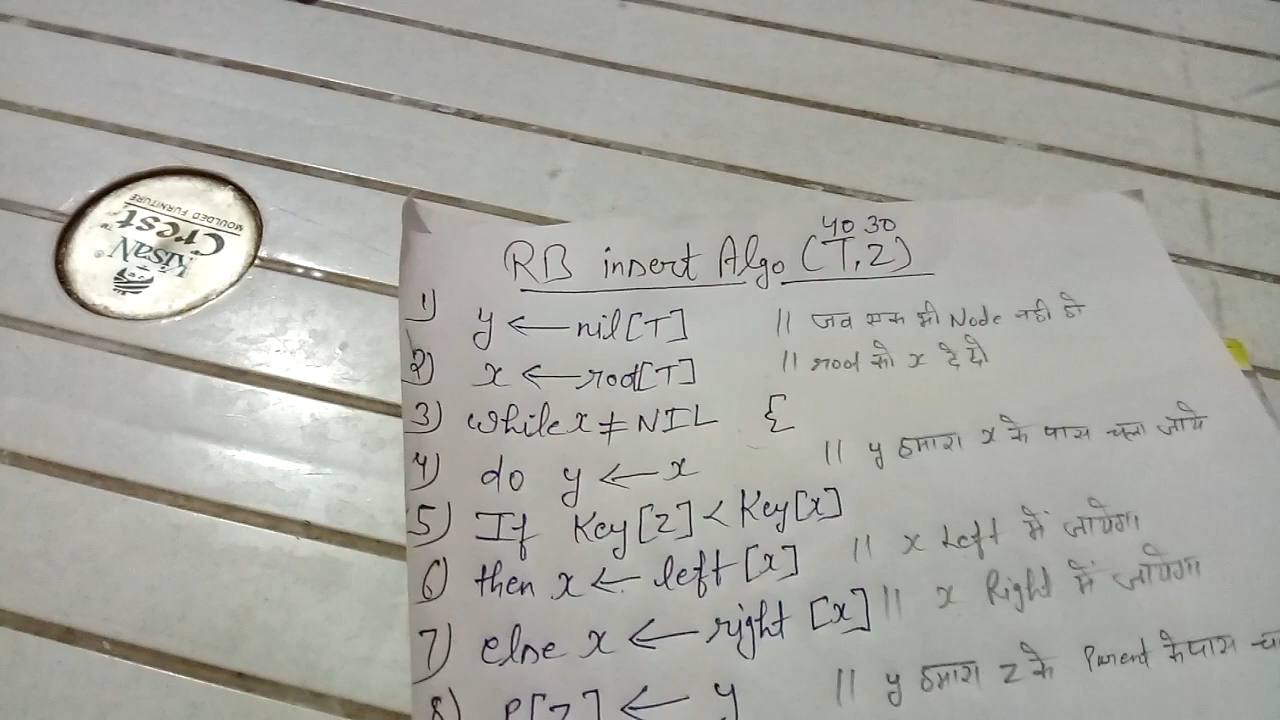 KisaN
Crest
MOULDED FURNITURE
40 30
RB insert Algo (T, Z)
1) y ← nil[T] // जब एक भी Node नही हो
2) x ← root[T] // root को x दे दो
3) while x ≠ NIL {
4) do y ← x // y हमारा x के पास चला जाये
5) If Key[Z] < Key[x]
6) then x ← left [x] // x Left में जायेगा
7) else x ← right [x] // x Right में जायेगा
8) P[Z] ← y // y हमारा Z के Parent के पास